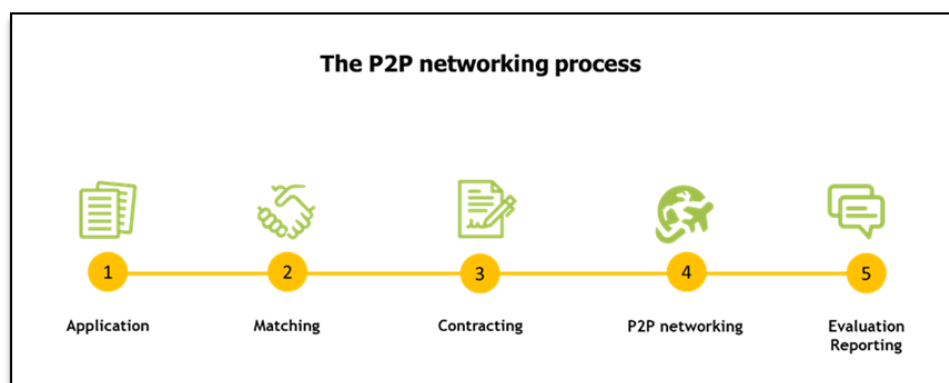 The P2P networking process
1
2
3
4
5
Application
Matching
Contracting
P2P networking
Evaluation
Reporting